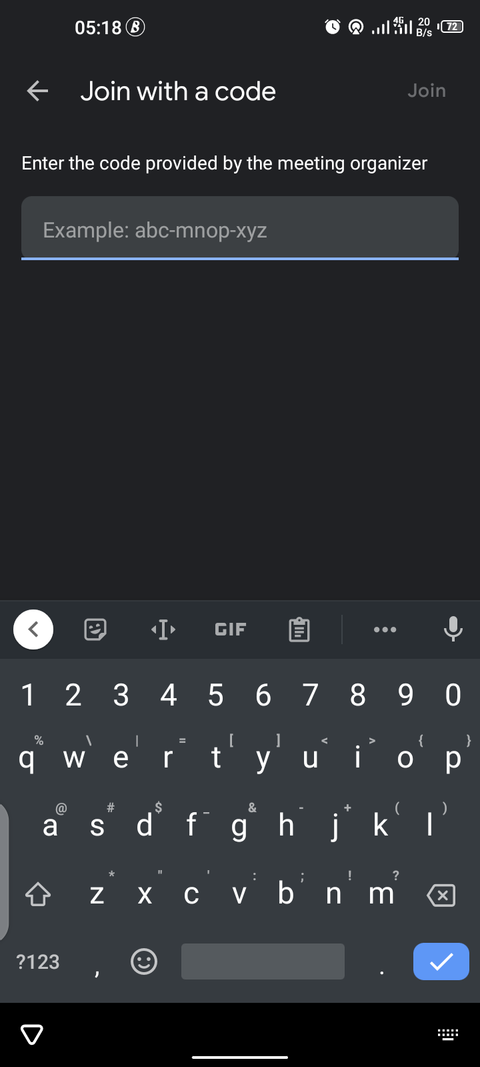 05:18 B 4G 20 B/s 72
Join with a code Join
Enter the code provided by the meeting organizer
Example: abc-mnop-xyz
GIF
1 2 3 4 5 6 7 8 9 0
% \ | = [ ] < > { }
q w e r t y u i o p
@ # $ _ & - + ( )
a s d f g h j k l
* " ' : ; ! ?
z x c v b n m
?123 , .